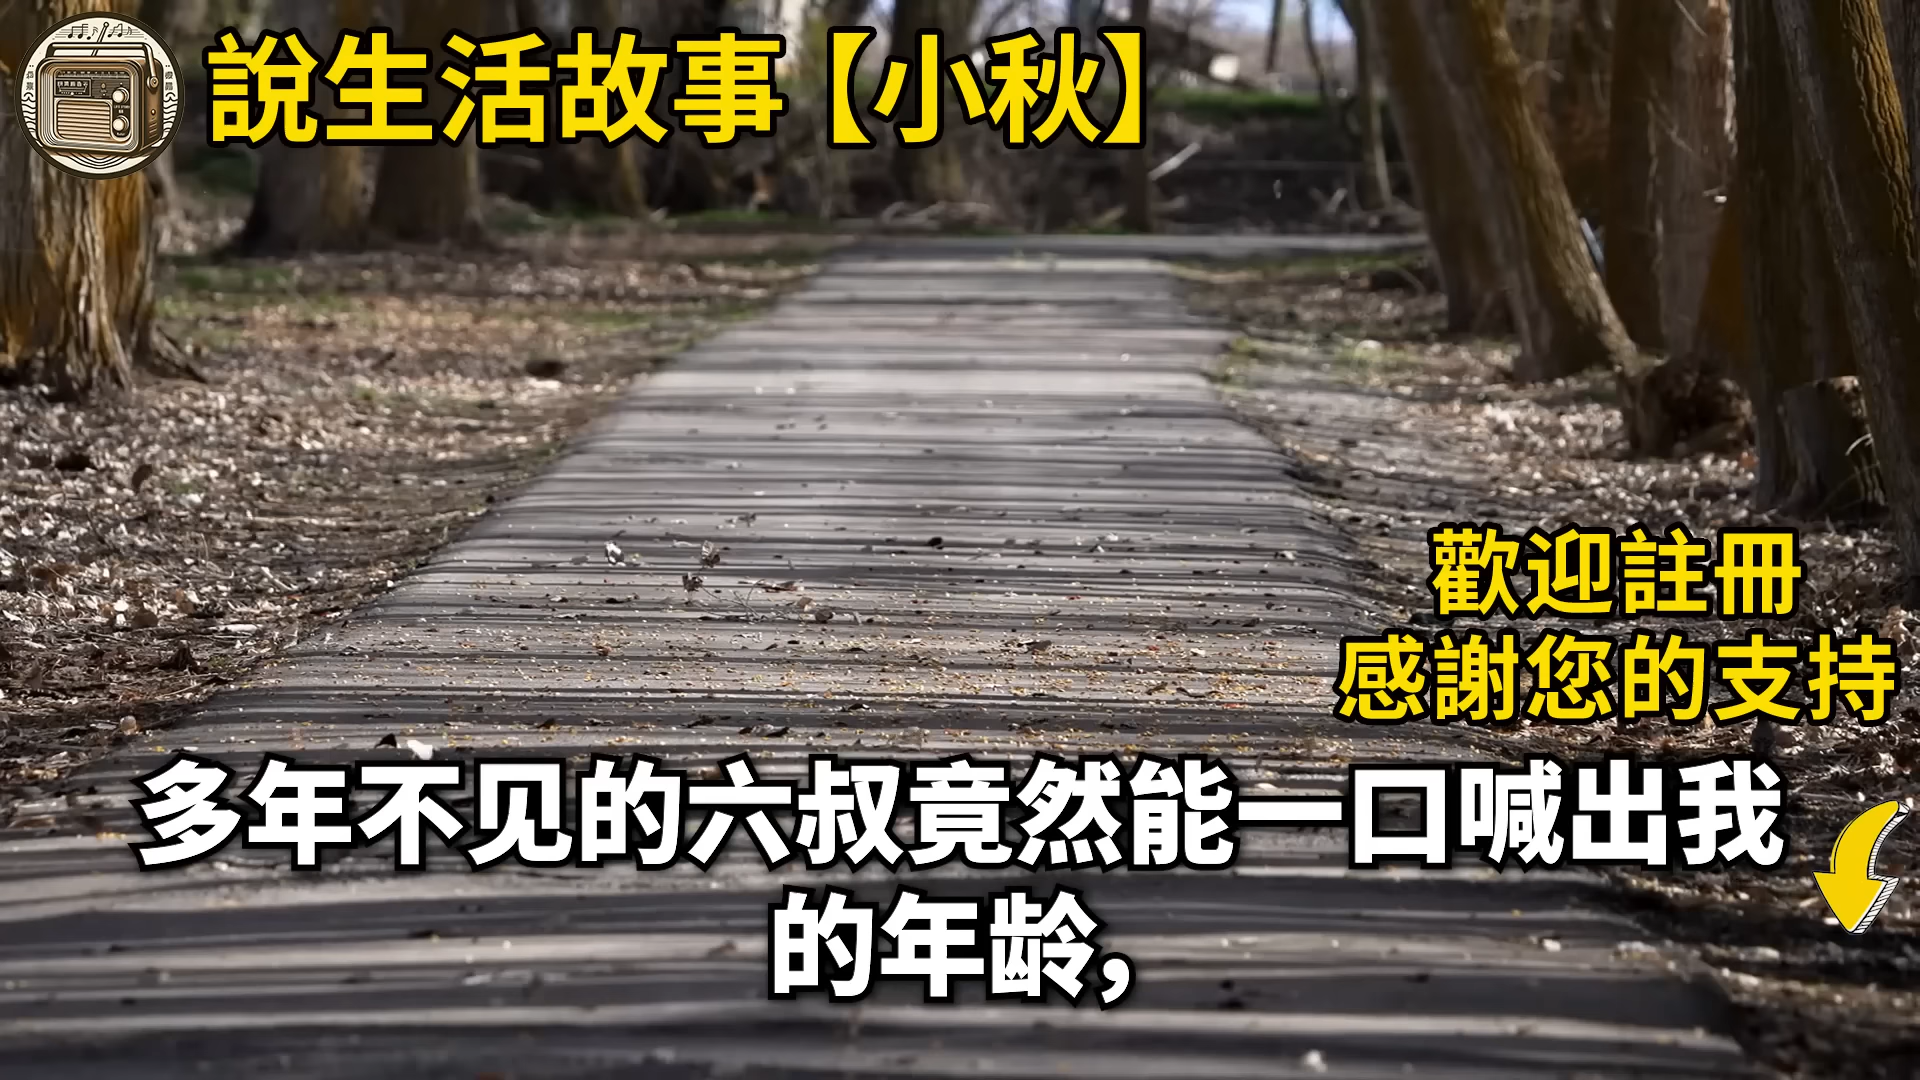 說生活故事【小秋】
歡迎註冊
感謝您的支持
多年不见的六叔竟然能一口喊出我
的年龄,